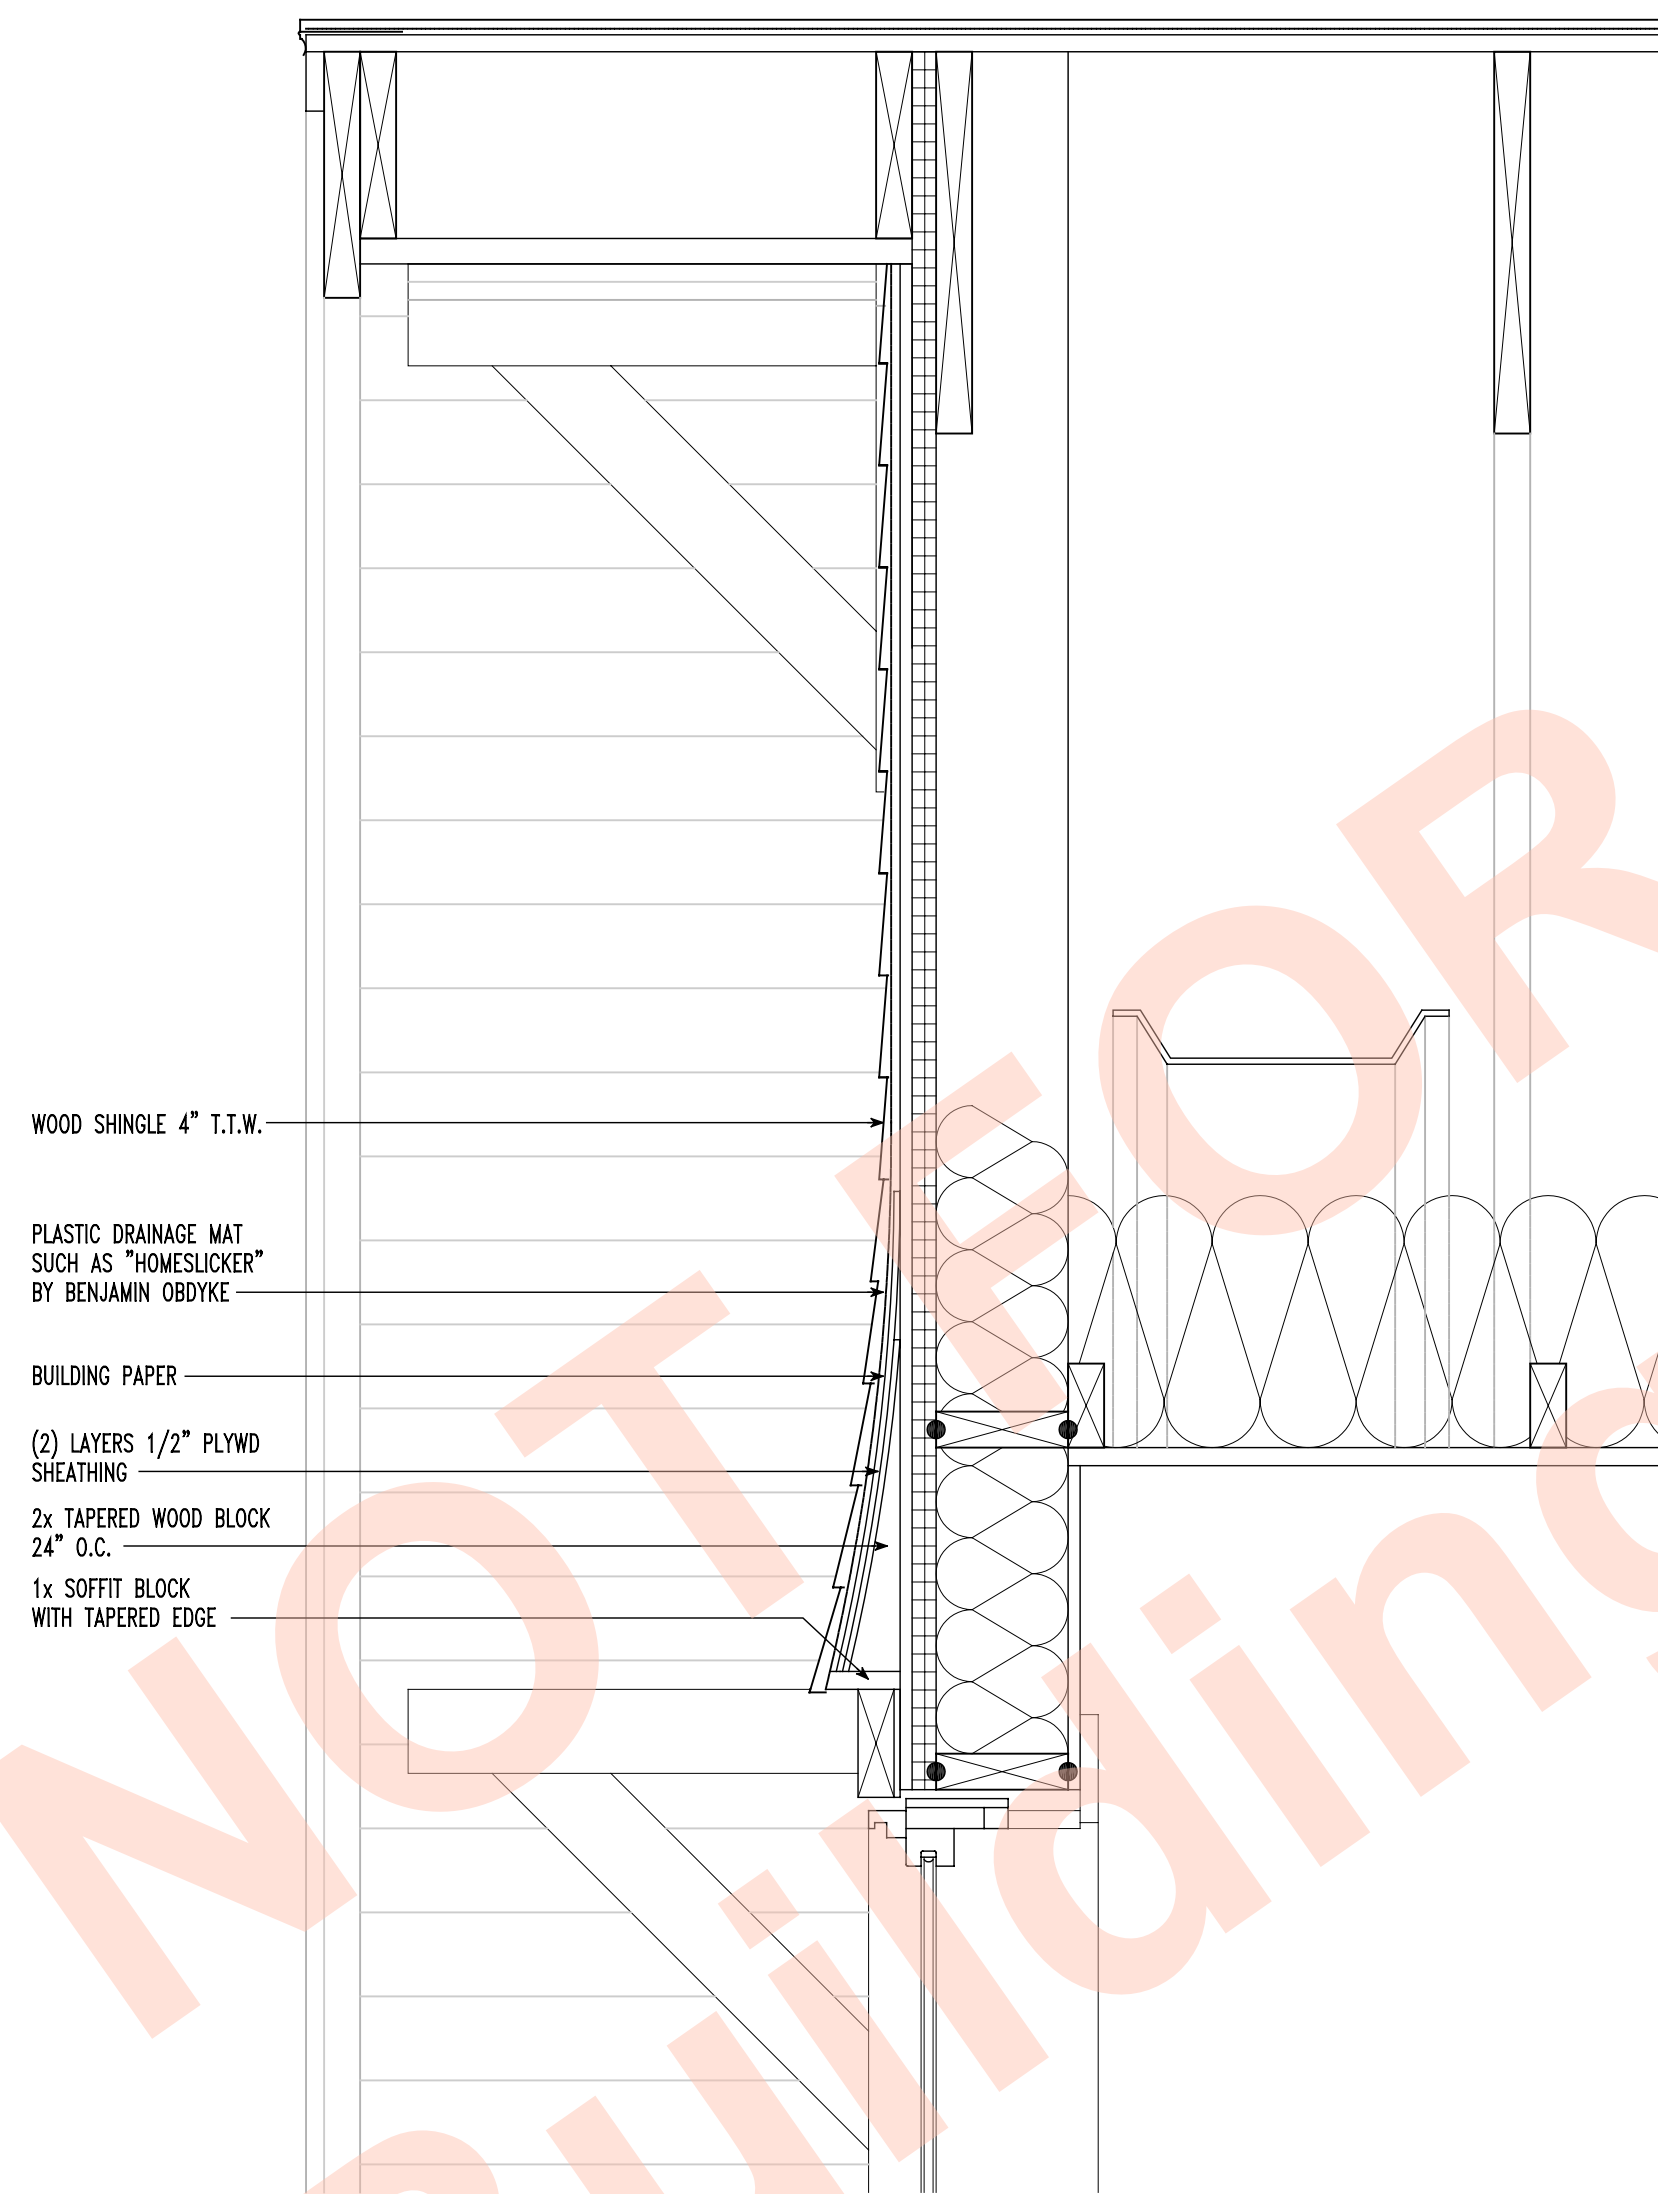 WOOD SHINGLE 4" T.T.W.
PLASTIC DRAINAGE MAT
SUCH AS "HOMESLICKER"
BY BENJAMIN OBDYKE
BUILDING PAPER
(2) LAYERS 1/2" PLYWD
SHEATHING
2x TAPERED WOOD BLOCK
24" O.C.
1x SOFFIT BLOCK
WITH TAPERED EDGE
NOT FOR
Building